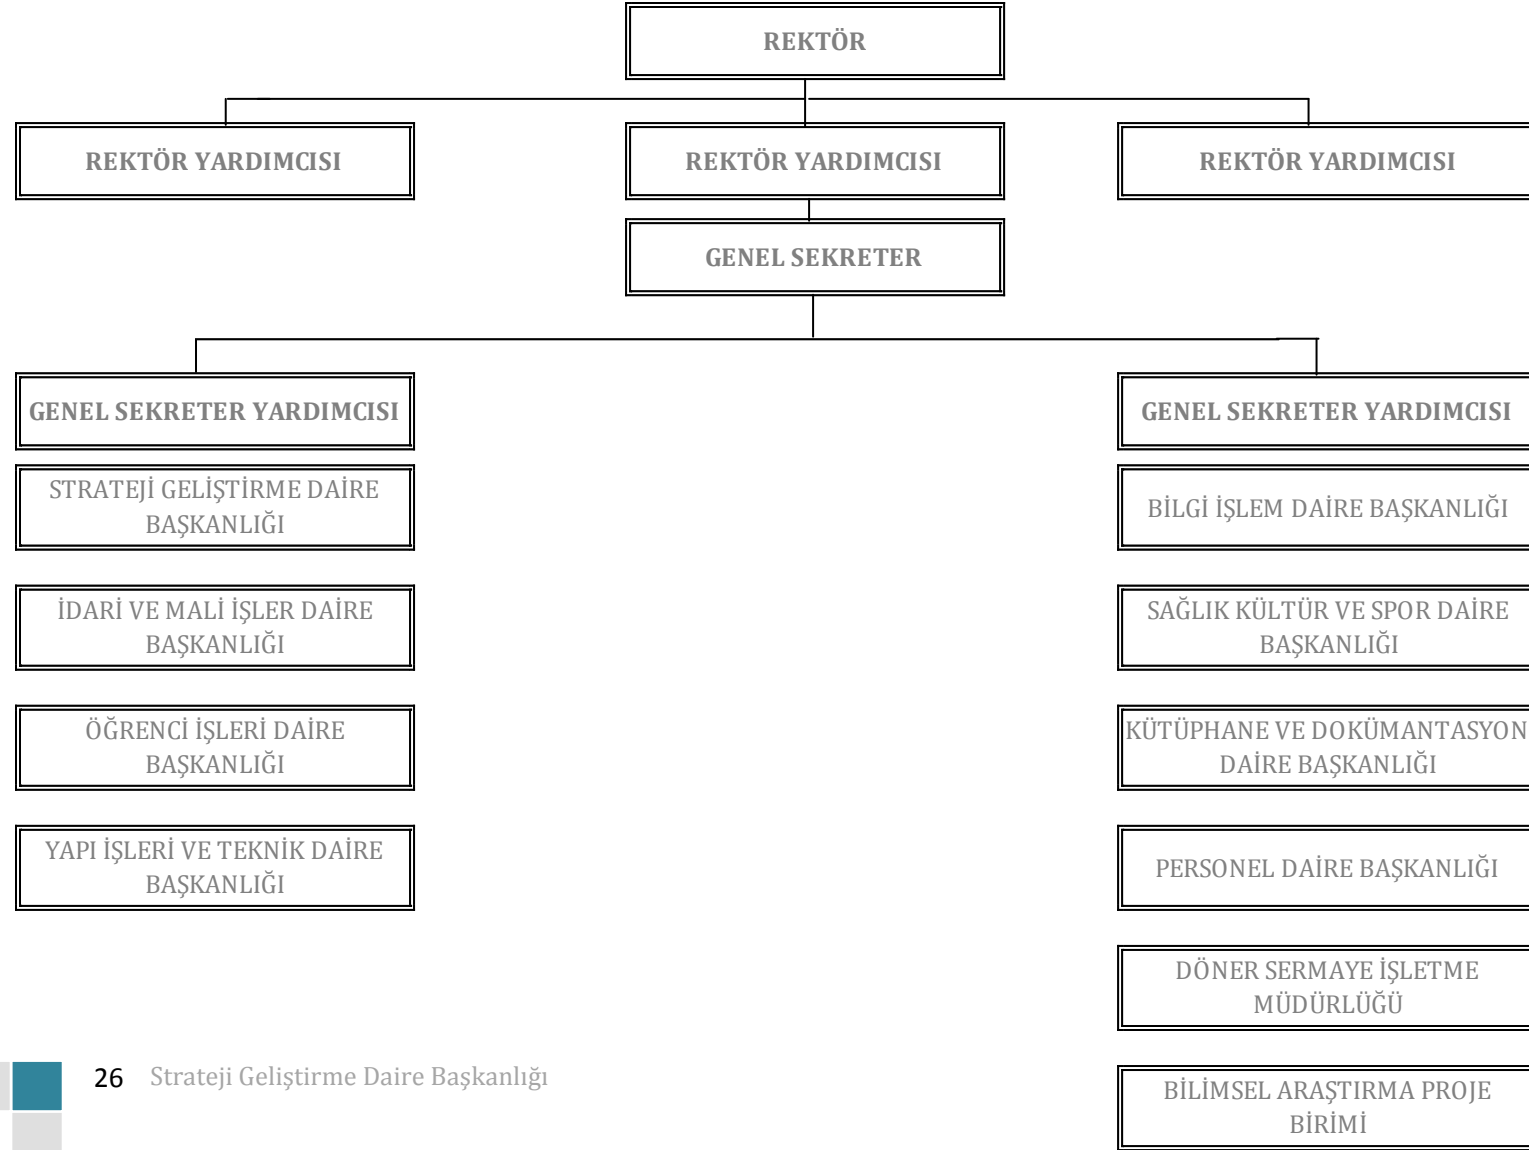 REKTÖR
REKTÖR YARDIMCISI
REKTÖR YARDIMCISI
REKTÖR YARDIMCISI
GENEL SEKRETER
GENEL SEKRETER YARDIMCISI
STRATEJİ GELİŞTİRME DAİRE
BAŞKANLIĞI
İDARİ VE MALİ İŞLER DAİRE
BAŞKANLIĞI
ÖĞRENCİ İŞLERİ DAİRE
BAŞKANLIĞI
YAPI İŞLERİ VE TEKNİK DAİRE
BAŞKANLIĞI
GENEL SEKRETER YARDIMCISI
BİLGİ İŞLEM DAİRE BAŞKANLIĞI
SAĞLIK KÜLTÜR VE SPOR DAİRE
BAŞKANLIĞI
KÜTÜPHANE VE DOKÜMANTASYON
DAİRE BAŞKANLIĞI
PERSONEL DAİRE BAŞKANLIĞI
DÖNER SERMAYE İŞLETME
MÜDÜRLÜĞÜ
BİLİMSEL ARAŞTIRMA PROJE
BİRİMİ
26 Strateji Geliştirme Daire Başkanlığı